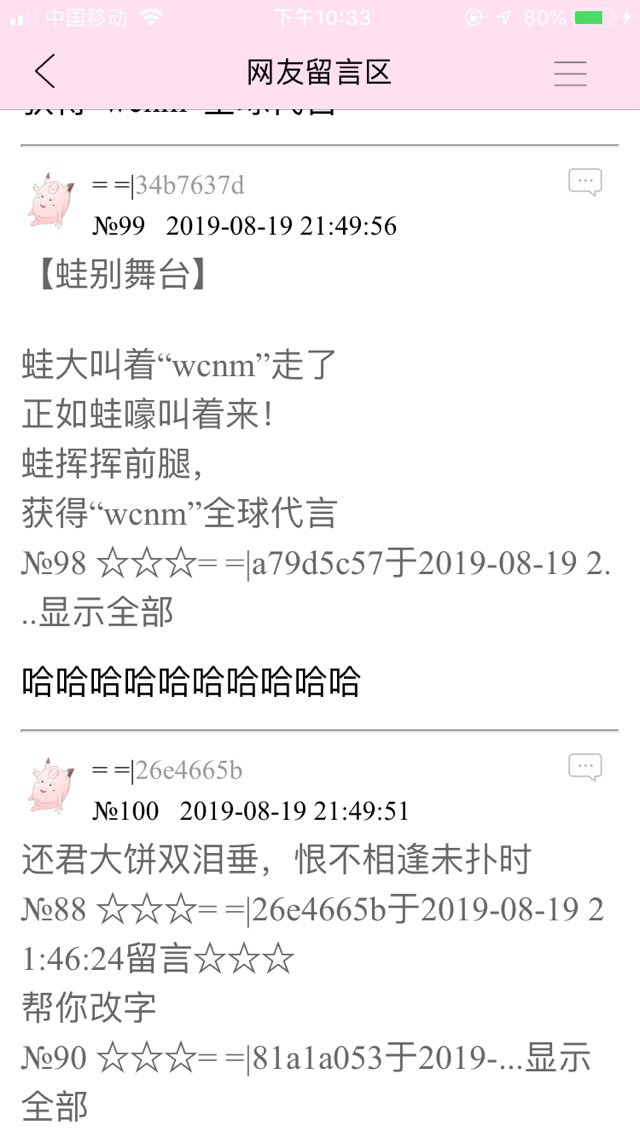 中国移动 下午10:33 80%
网友留言区
获得“wcnm”全球代言
= =|34b7637d
№99 2019-08-19 21:49:56
【蛙别舞台】
蛙大叫着“wcnm”走了
正如蛙嚎叫着来！
蛙挥挥前腿，
获得“wcnm”全球代言
№98 ☆☆☆= =|a79d5c57于2019-08-19 2.
..显示全部
哈哈哈哈哈哈哈哈哈哈
= =|26e4665b
№100 2019-08-19 21:49:51
还君大饼双泪垂，恨不相逢未扑时
№88 ☆☆☆= =|26e4665b于2019-08-19 2
1:46:24留言☆☆☆
帮你改字
№90 ☆☆☆= =|81a1a053于2019-...显示
全部